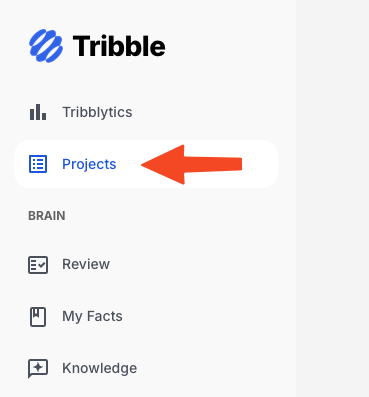 Tribble
Tribblytics
Projects
BRAIN
Review
My Facts
Knowledge